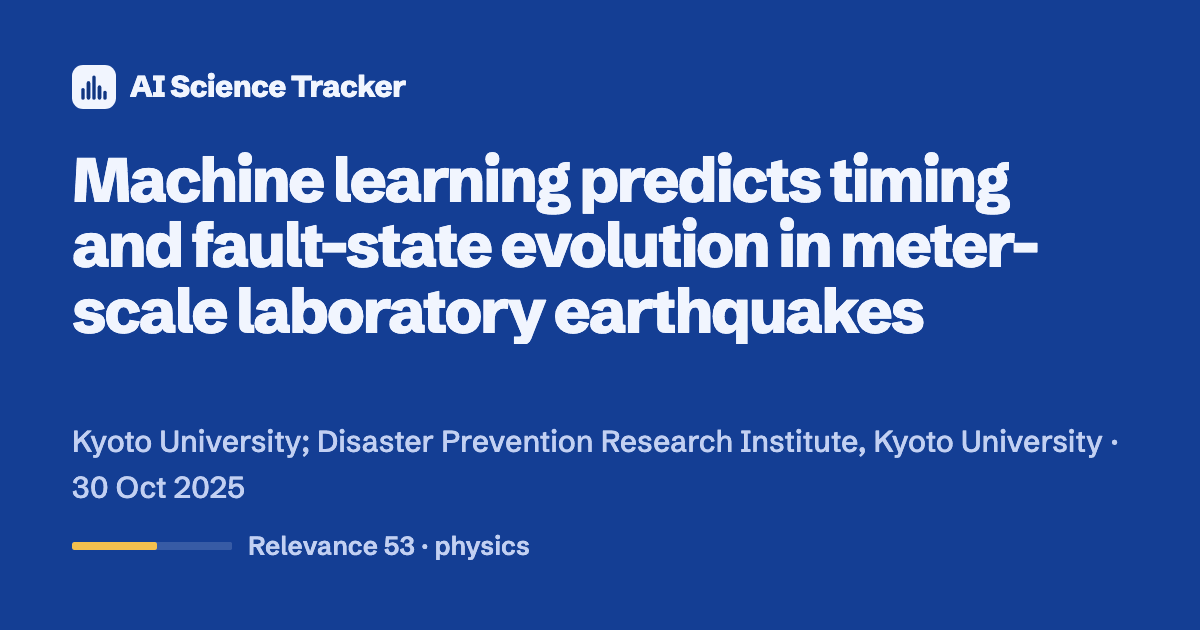 AI Science Tracker
Machine learning predicts timing
and fault-state evolution in meter-
scale laboratory earthquakes
Kyoto University; Disaster Prevention Research Institute, Kyoto University ·
30 Oct 2025
Relevance 53 · physics